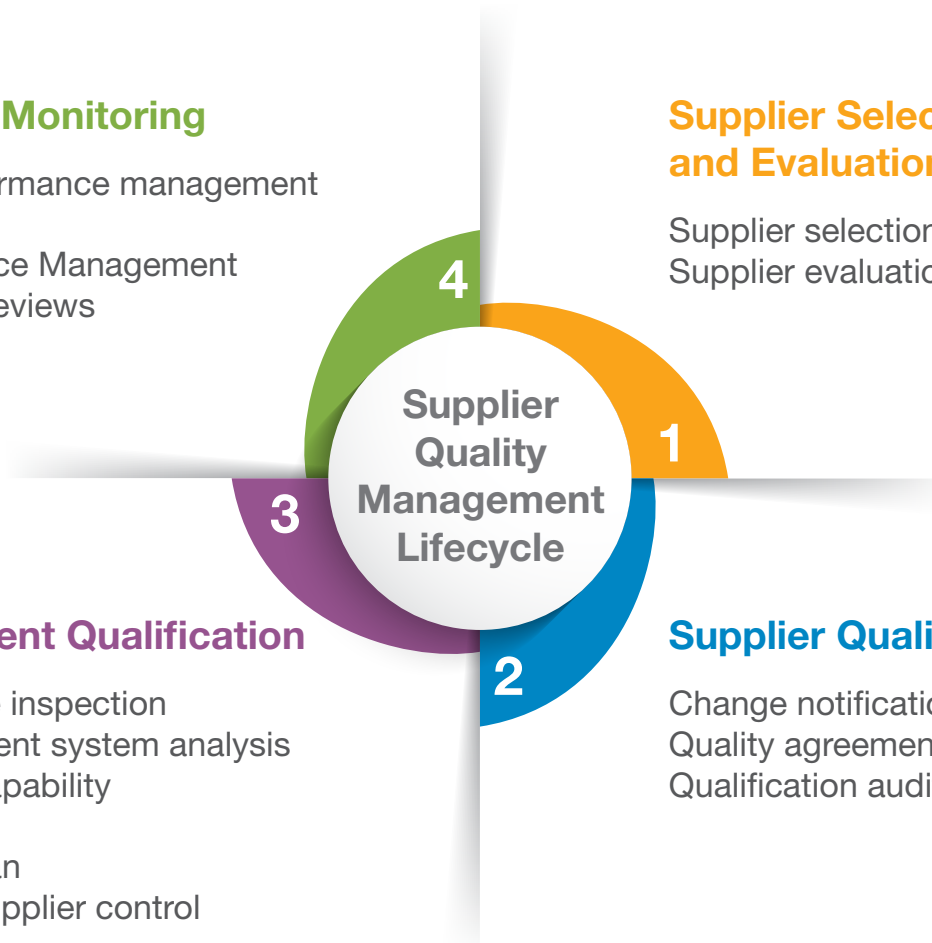 Monitoring
rmance management
ce Management
eviews
4
Supplier Selec
and Evaluation
Supplier selection
Supplier evaluatio
1
Supplier
Quality
Management
Lifecycle
3
ent Qualification
inspection
ent system analysis
pability
an
pplier control
2
Supplier Quali
Change notificatio
Quality agreemen
Qualification audi